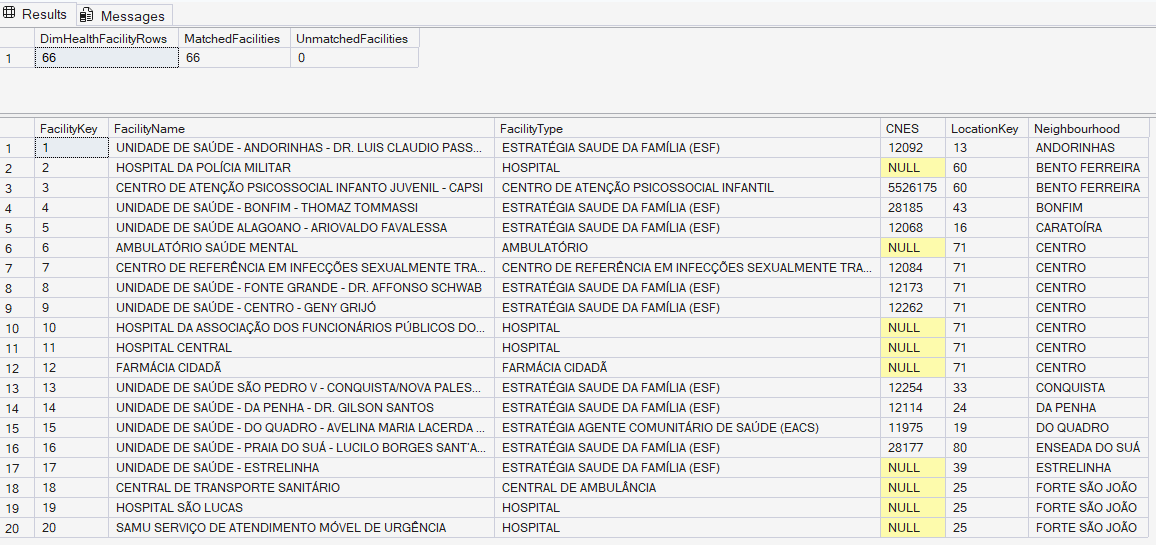 Results Messages
DimHealthFacilityRows MatchedFacilities UnmatchedFacilities
1 66 66 0
FacilityKey FacilityName FacilityType CNES LocationKey Neighbourhood
1 1 UNIDADE DE SAÚDE - ANDORINHAS - DR. LUIS CLAUDIO PASS... ESTRATÉGIA SAUDE DA FAMÍLIA (ESF) 12092 13 ANDORINHAS
2 2 HOSPITAL DA POLÍCIA MILITAR HOSPITAL NULL 60 BENTO FERREIRA
3 3 CENTRO DE ATENÇÃO PSICOSSOCIAL INFANTO JUVENIL - CAPSI CENTRO DE ATENÇÃO PSICOSSOCIAL INFANTIL 5526175 60 BENTO FERREIRA
4 4 UNIDADE DE SAÚDE - BONFIM - THOMAZ TOMMASSI ESTRATÉGIA SAUDE DA FAMÍLIA (ESF) 28185 43 BONFIM
5 5 UNIDADE DE SAÚDE ALAGOANO - ARIOVALDO FAVALESSA ESTRATÉGIA SAUDE DA FAMÍLIA (ESF) 12068 16 CARATOÍRA
6 6 AMBULATÓRIO SAÚDE MENTAL AMBULATÓRIO NULL 71 CENTRO
7 7 CENTRO DE REFERÊNCIA EM INFECÇÕES SEXUALMENTE TRA... CENTRO DE REFERÊNCIA EM INFECÇÕES SEXUALMENTE TRA... 12084 71 CENTRO
8 8 UNIDADE DE SAÚDE - FONTE GRANDE - DR. AFFONSO SCHWAB ESTRATÉGIA SAUDE DA FAMÍLIA (ESF) 12173 71 CENTRO
9 9 UNIDADE DE SAÚDE - CENTRO - GENY GRIJÓ ESTRATÉGIA SAUDE DA FAMÍLIA (ESF) 12262 71 CENTRO
10 10 HOSPITAL DA ASSOCIAÇÃO DOS FUNCIONÁRIOS PÚBLICOS DO... HOSPITAL NULL 71 CENTRO
11 11 HOSPITAL CENTRAL HOSPITAL NULL 71 CENTRO
12 12 FARMÁCIA CIDADÃ FARMÁCIA CIDADÃ NULL 71 CENTRO
13 13 UNIDADE DE SAÚDE SÃO PEDRO V - CONQUISTA/NOVA PALES... ESTRATÉGIA SAUDE DA FAMÍLIA (ESF) 12254 33 CONQUISTA
14 14 UNIDADE DE SAÚDE - DA PENHA - DR. GILSON SANTOS ESTRATÉGIA SAUDE DA FAMÍLIA (ESF) 12114 24 DA PENHA
15 15 UNIDADE DE SAÚDE - DO QUADRO - AVELINA MARIA LACERDA ... ESTRATÉGIA AGENTE COMUNITÁRIO DE SAÚDE (EACS) 11975 19 DO QUADRO
16 16 UNIDADE DE SAÚDE - PRAIA DO SUÁ - LUCILO BORGES SANT'A... ESTRATÉGIA SAUDE DA FAMÍLIA (ESF) 28177 80 ENSEADA DO SUÁ
17 17 UNIDADE DE SAÚDE - ESTRELINHA ESTRATÉGIA SAUDE DA FAMÍLIA (ESF) NULL 39 ESTRELINHA
18 18 CENTRAL DE TRANSPORTE SANITÁRIO CENTRAL DE AMBULÂNCIA NULL 25 FORTE SÃO JOÃO
19 19 HOSPITAL SÃO LUCAS HOSPITAL NULL 25 FORTE SÃO JOÃO
20 20 SAMU SERVIÇO DE ATENDIMENTO MÓVEL DE URGÊNCIA HOSPITAL NULL 25 FORTE SÃO JOÃO